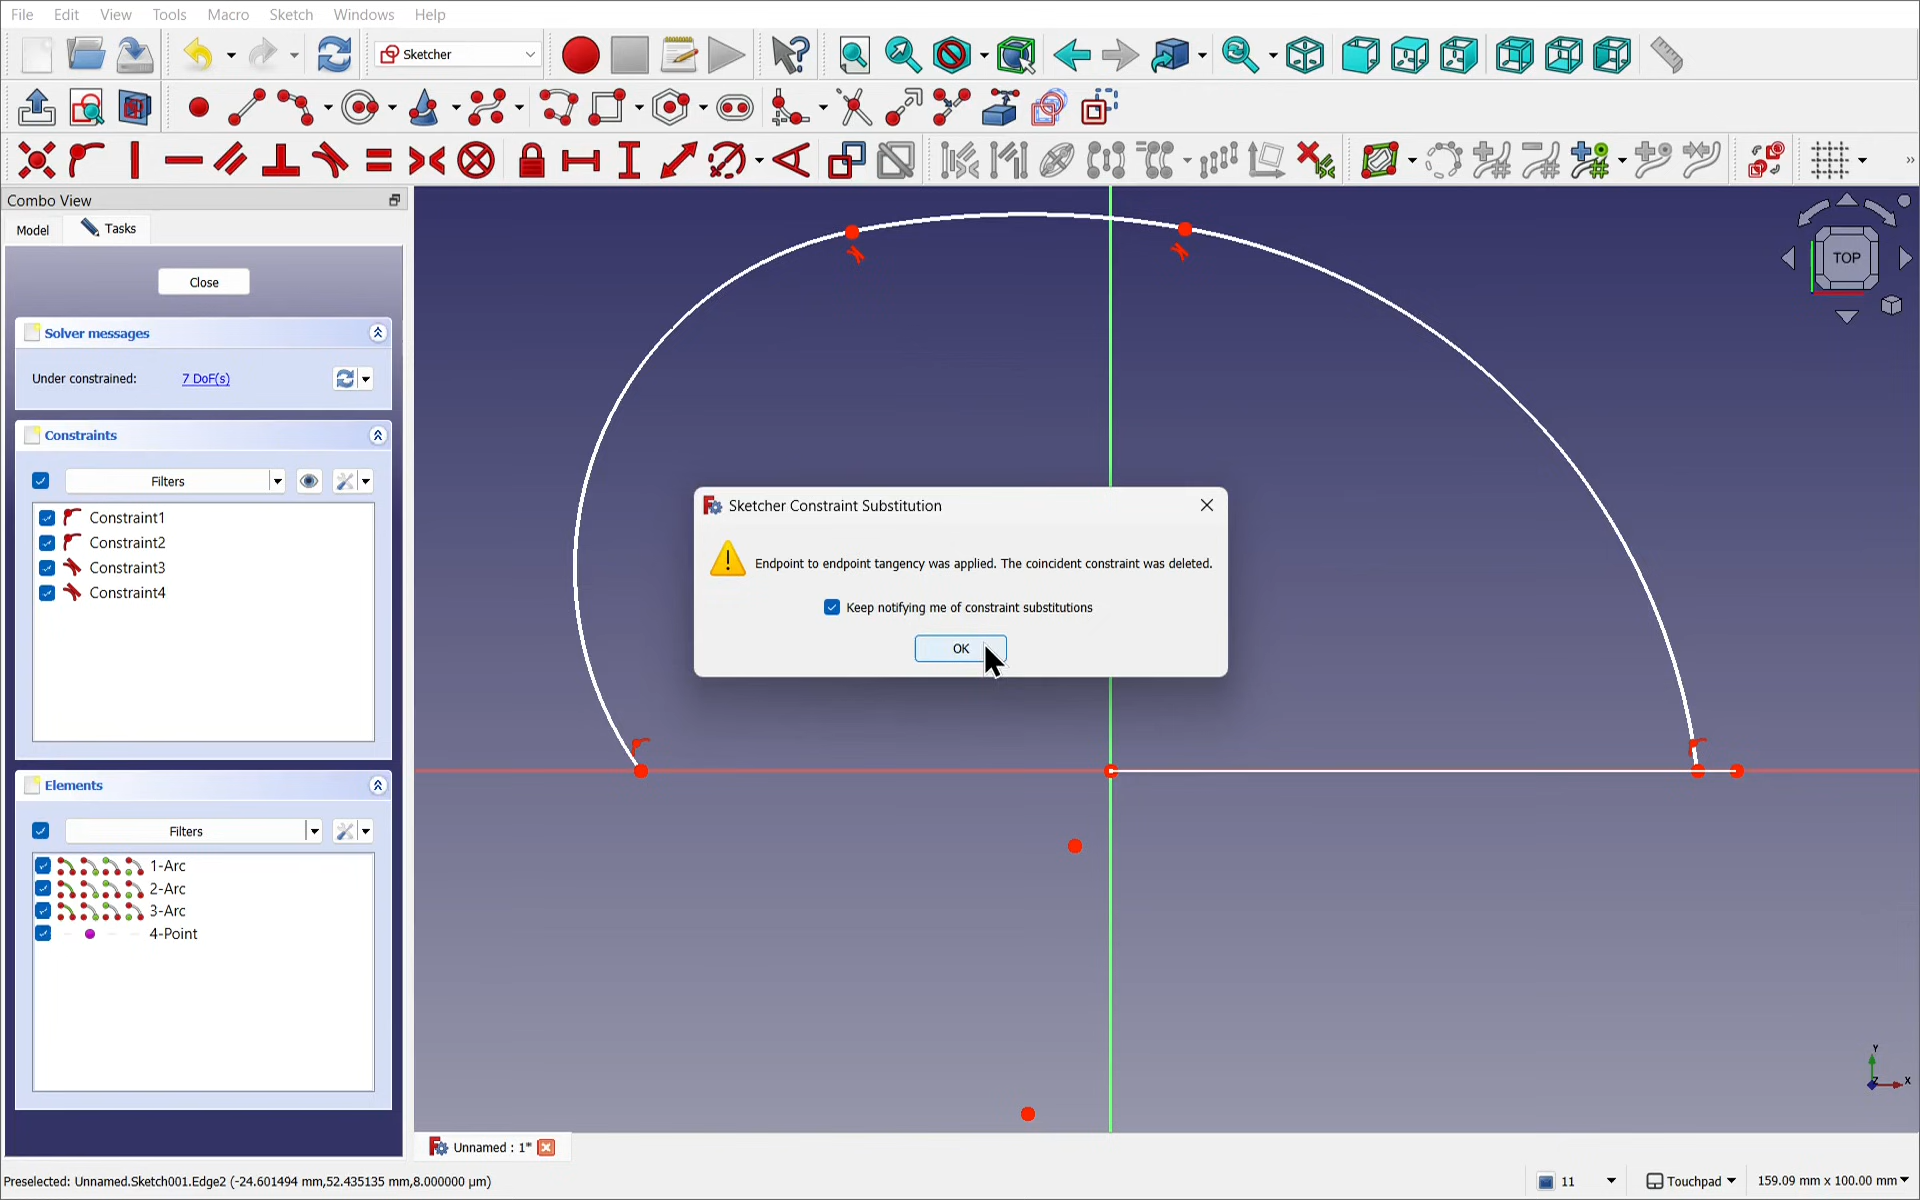 File Edit View Tools Macro Sketch Windows Help
Sketcher
Combo View
Model Tasks
Close
Solver messages
Under constrained: 7 DoF(s)
Constraints
Filters
Constraint1
Constraint2
Constraint3
Constraint4
Elements
Filters
1-Arc
2-Arc
3-Arc
4-Point
TOP
Sketcher Constraint Substitution
Endpoint to endpoint tangency was applied. The coincident constraint was deleted.
Keep notifying me of constraint substitutions
OK
Y
Z X
Unnamed : 1*
Preselected: Unnamed.Sketch001.Edge2 (-24.601494 mm,52.435135 mm,8.000000 µm) 11 Touchpad 159.09 mm x 100.00 mm